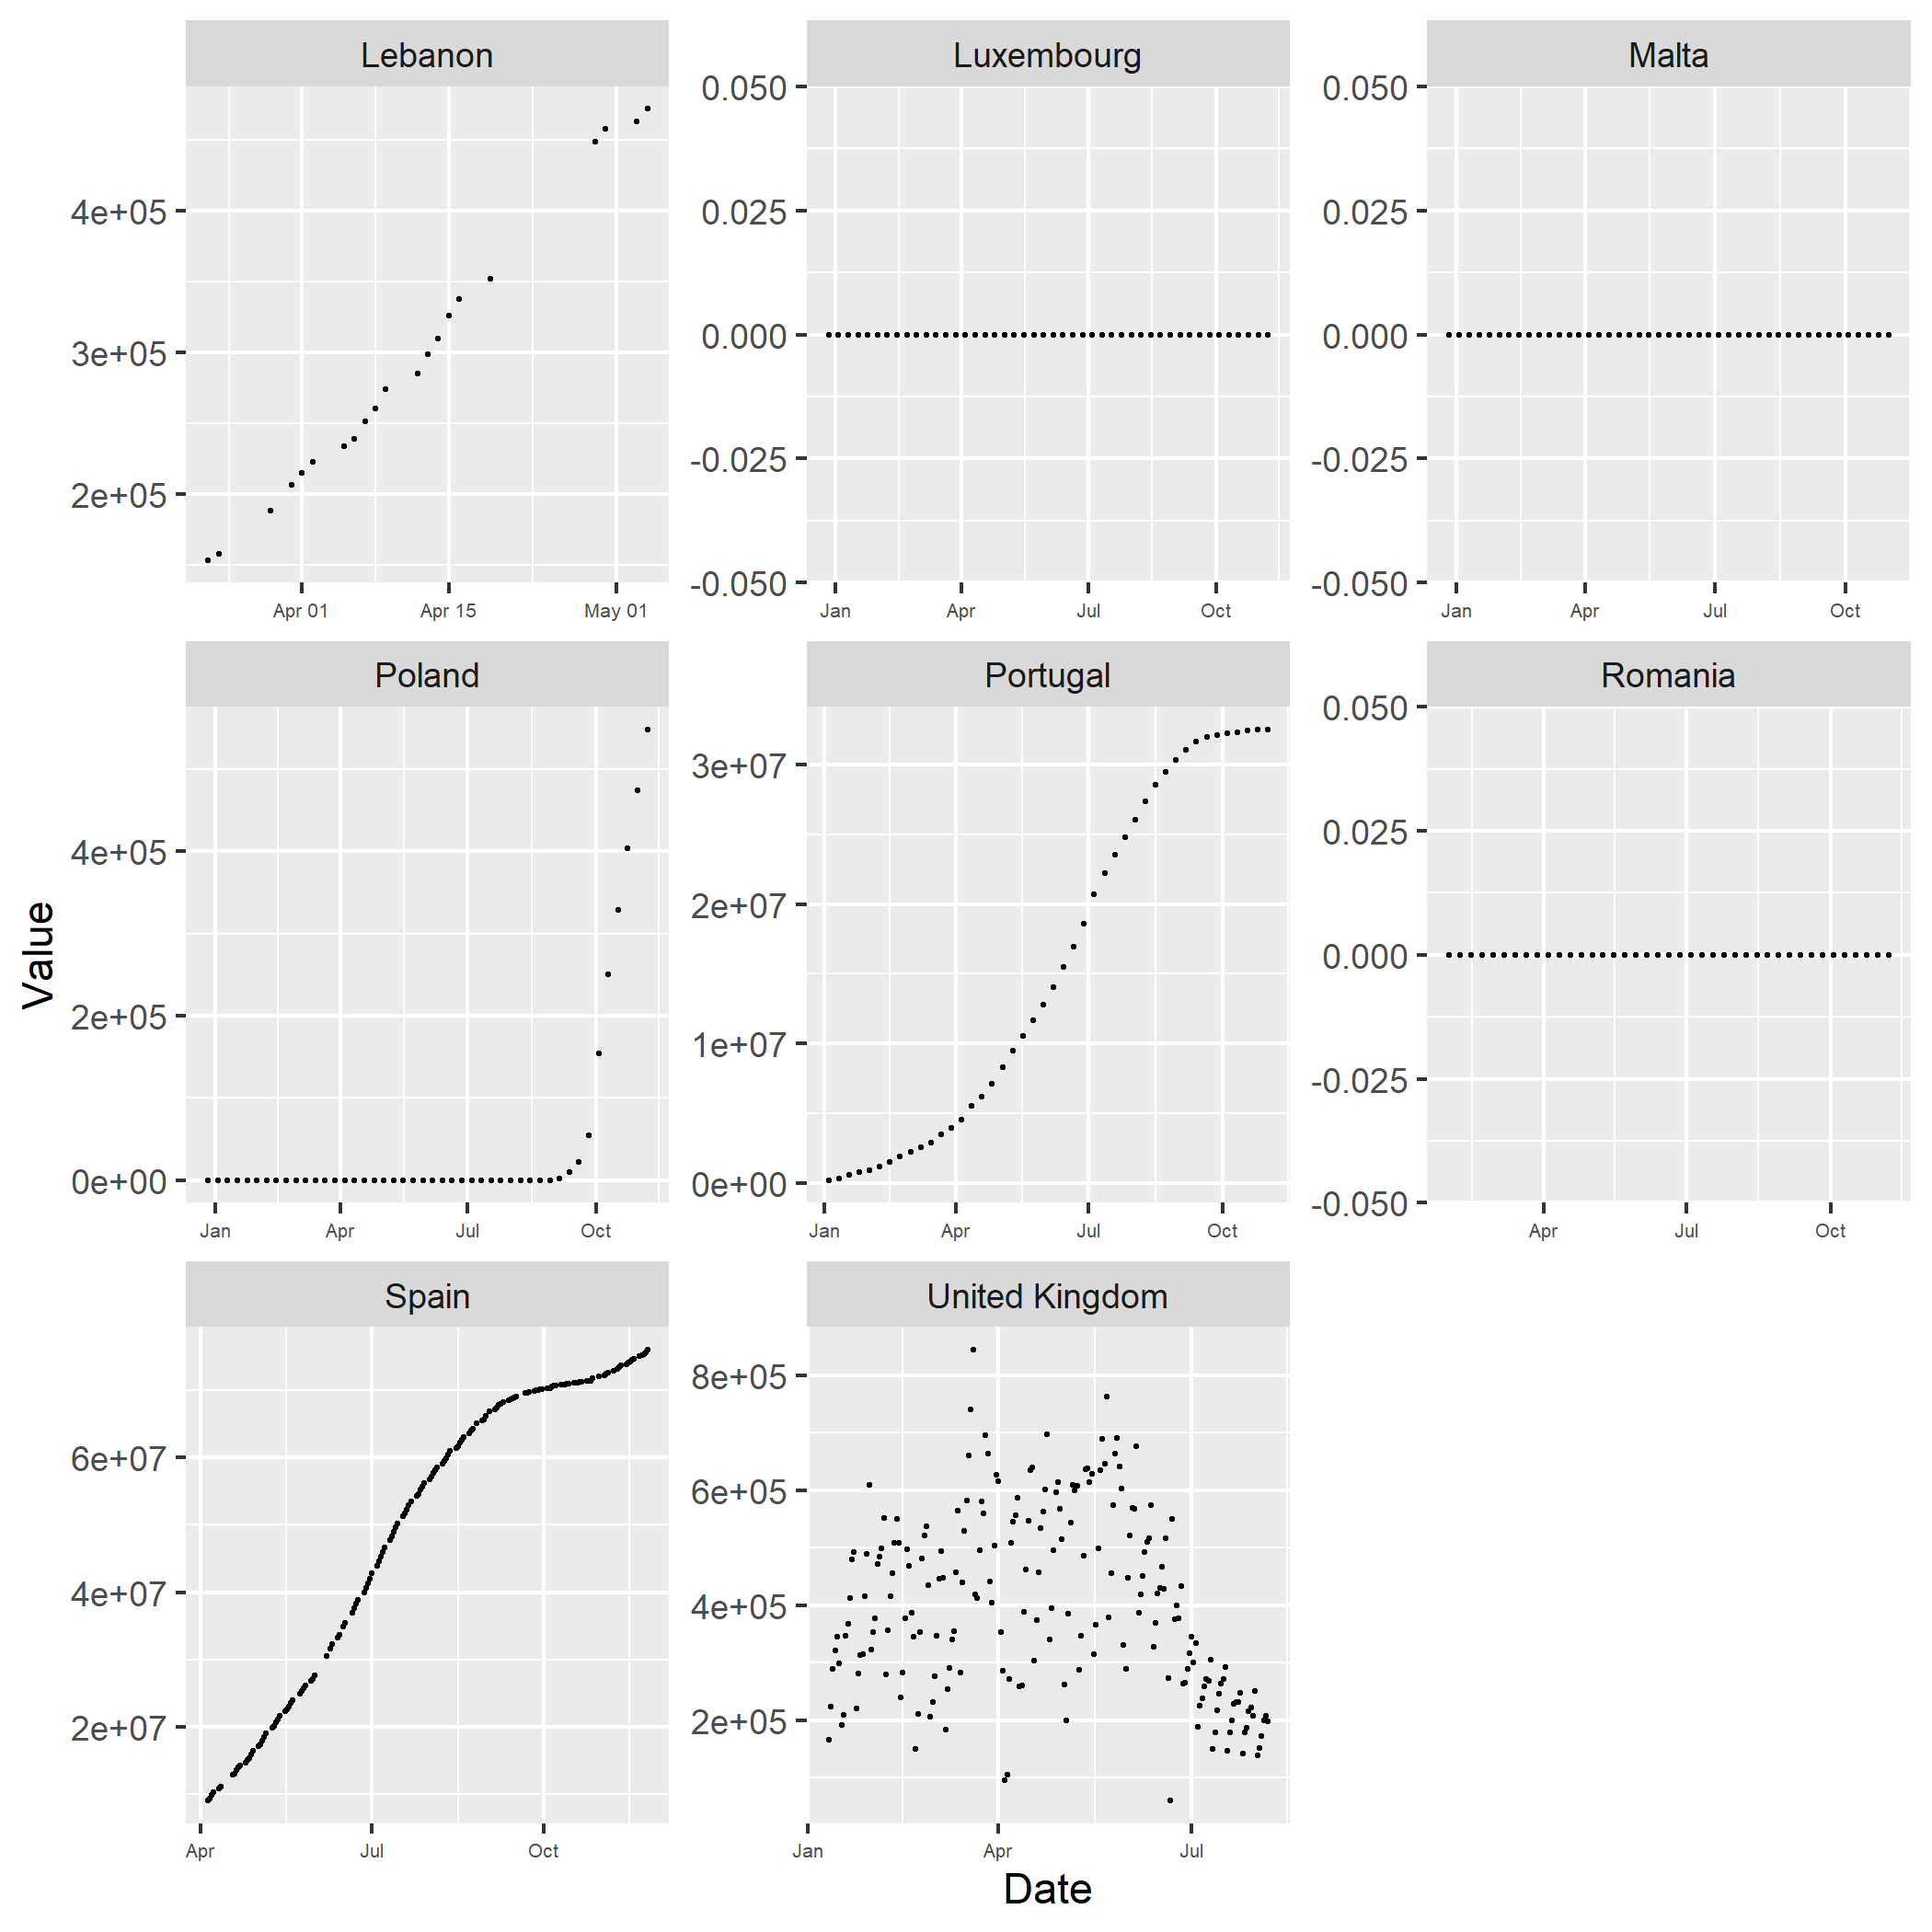 Lebanon
Luxembourg
Malta
4e+05
3e+05
2e+05
Apr 01
Apr 15
May 01
0.050
0.025
0.000
-0.025
-0.050
Jan
Apr
Jul
Oct
0.050
0.025
0.000
-0.025
-0.050
Jan
Apr
Jul
Oct
Value
Poland
Portugal
Romania
4e+05
2e+05
0e+00
Jan
Apr
Jul
Oct
3e+07
2e+07
1e+07
0e+00
Jan
Apr
Jul
Oct
0.050
0.025
0.000
-0.025
-0.050
Apr
Jul
Oct
Spain
United Kingdom
6e+07
4e+07
2e+07
Apr
Jul
Oct
8e+05
6e+05
4e+05
2e+05
Jan
Apr
Jul
Date